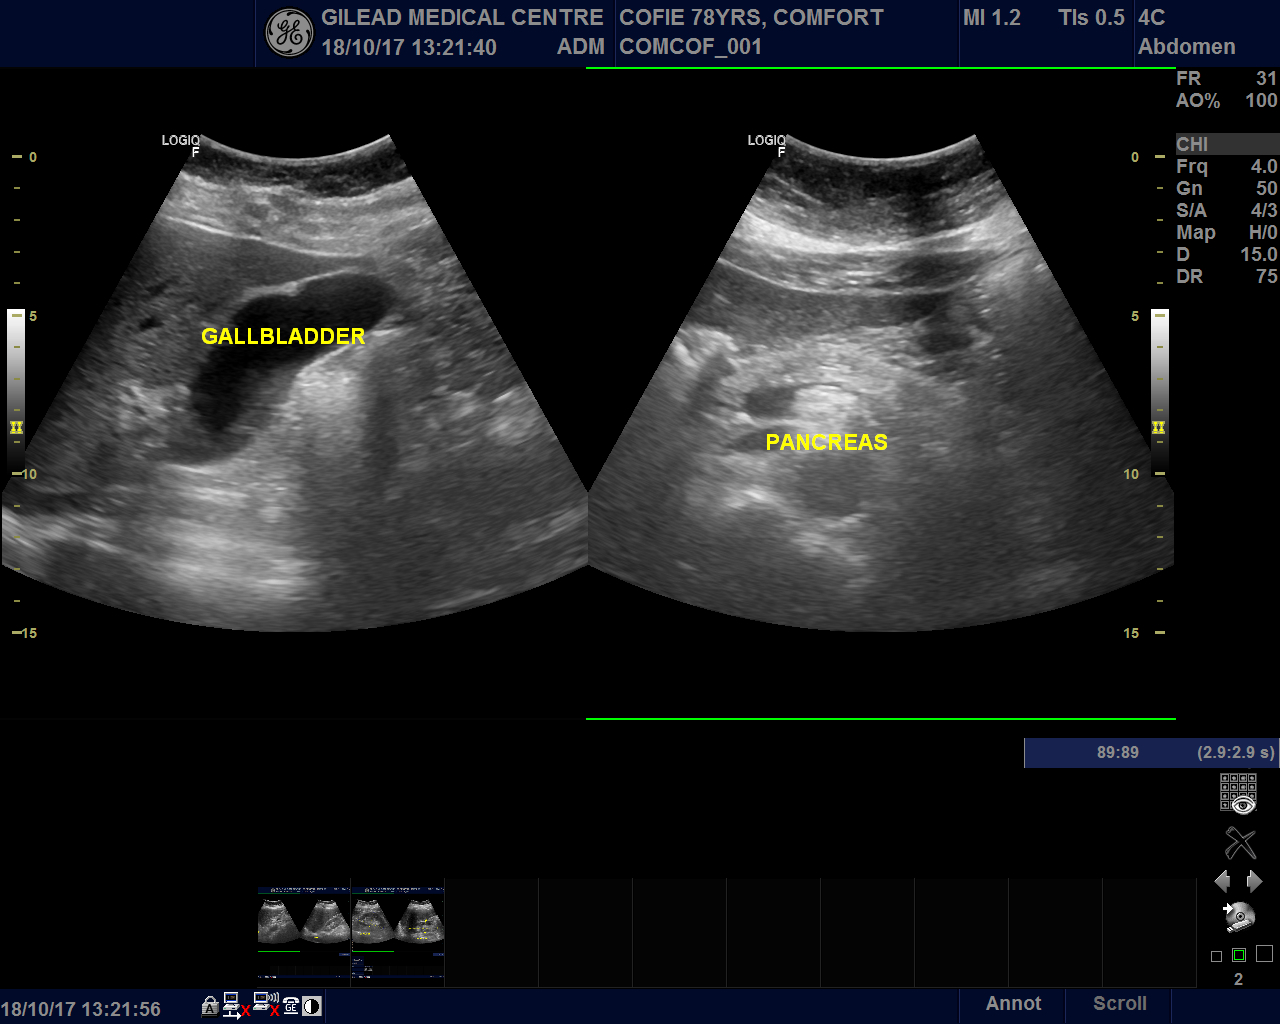 GILEAD MEDICAL CENTRE
18/10/17 13:21:40 ADM
COFIE 78YRS, COMFORT
COMCOF_001
MI 1.2 TIs 0.5
4C
Abdomen
FR 31
AO% 100
CHI
Frq 4.0
Gn 50
S/A 4/3
Map H/0
D 15.0
DR 75
LOGIQ
F
0
5
10
15
GALLBLADDER
LOGIQ
F
0
5
10
15
PANCREAS
89:89 (2.9:2.9 s)
2
18/10/17 13:21:56
A
GE
Annot
Scroll